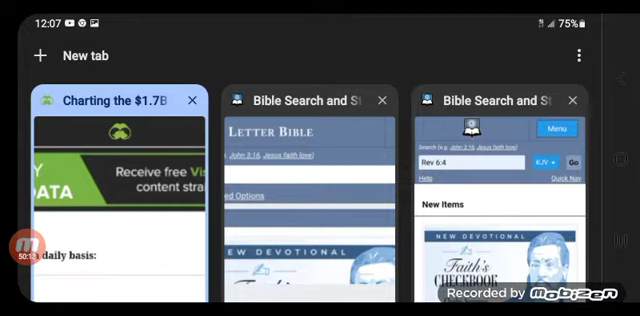 12:07
75%
New tab
Charting the $1.7B
Bible Search and St
Bible Search and St
Receive free Vis
content stra
Y
DATA
daily basis:
50:13
LETTER BIBLE
John 3:16, Jesus faith love)
ed Options
NEW DEVOTIONAL
Faith's
Menu
Search (e.g. John 3:16, Jesus faith love)
Rev 6:4
KJV
Go
Help
Quick Nav
New Items
NEW DEVOTIONAL
Faith's
CHECKBOOK
Recorded by MOBIZEN